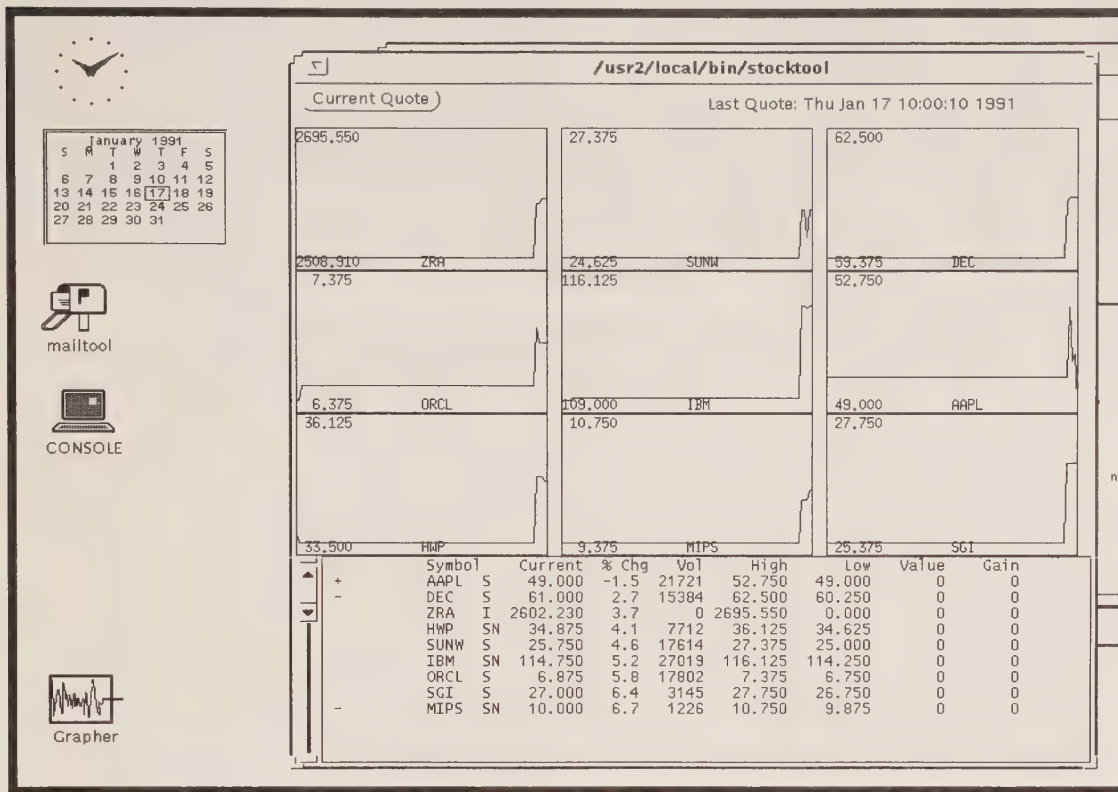 /usr2/local/bin/stocktool
Current Quote
Last Quote: Thu Jan 17 10:00:10 1991
January 1991
S M T W T F S
1 2 3 4 5
6 7 8 9 10 11 12
13 14 15 16 17 18 19
20 21 22 23 24 25 26
27 28 29 30 31
mailtool
CONSOLE
Grapher
2695.550
2508.910 ZRA
27.375
24.625 SUNW
62.500
59.375 DEC
7.375
6.375 ORCL
116.125
109.000 IBM
52.750
49.000 AAPL
36.125
33.500 HWP
10.750
9.375 MIPS
27.750
25.375 SGI
Symbol Current % Chg Vol High Low Value Gain
+ AAPL S 49.000 -1.5 21721 52.750 49.000 0 0
- DEC S 61.000 2.7 15384 62.500 60.250 0 0
ZRA I 2602.230 3.7 0 2695.550 0.000 0 0
HWP SN 34.875 4.1 7712 36.125 34.625 0 0
SUNW S 25.750 4.6 17614 27.375 25.000 0 0
IBM SN 114.750 5.2 27019 116.125 114.250 0 0
ORCL S 6.875 5.8 17802 7.375 6.750 0 0
SGI S 27.000 6.4 3145 27.750 26.750 0 0
- MIPS SN 10.000 6.7 1226 10.750 9.875 0 0
n